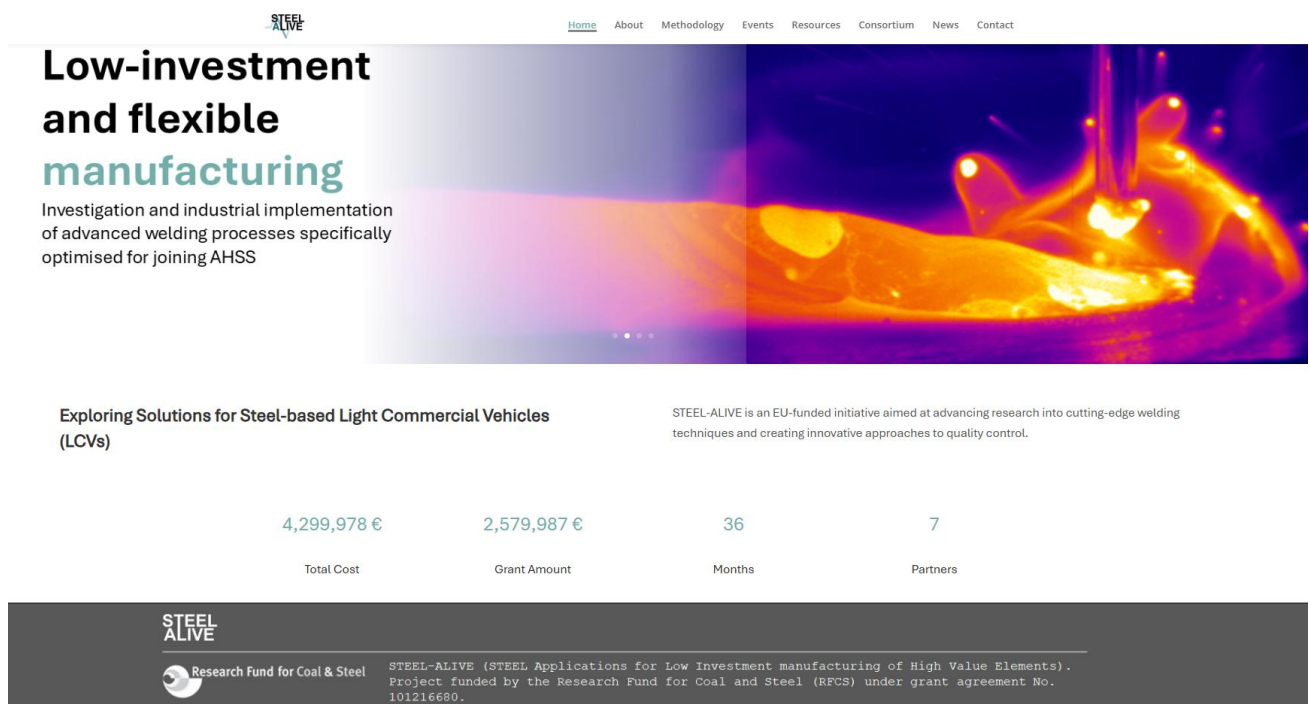 STEEL
ALIVE
Home About Methodology Events Resources Consortium News Contact
Low-investment
and flexible
manufacturing
Investigation and industrial implementation
of advanced welding processes specifically
optimised for joining AHSS
Exploring Solutions for Steel-based Light Commercial Vehicles
(LCVs)
STEEL-ALIVE is an EU-funded initiative aimed at advancing research into cutting-edge welding
techniques and creating innovative approaches to quality control.
4,299,978 € 2,579,987 € 36 7
Total Cost Grant Amount Months Partners
STEEL
ALIVE
Research Fund for Coal & Steel
STEEL-ALIVE (STEEL Applications for Low Investment manufacturing of High Value Elements).
Project funded by the Research Fund for Coal and Steel (RFCS) under grant agreement No.
101216680.